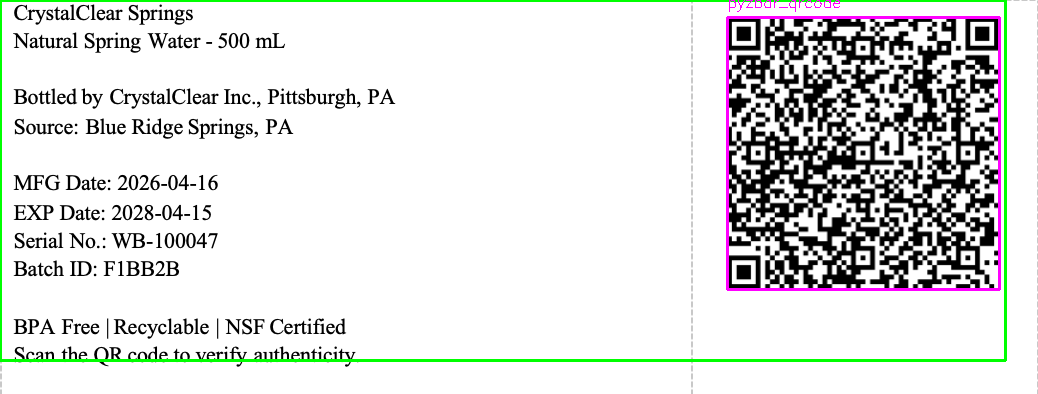 CrystalClear Springs
Natural Spring Water - 500 mL
Bottled by CrystalClear Inc., Pittsburgh, PA
Source: Blue Ridge Springs, PA
MFG Date: 2026-04-16
EXP Date: 2028-04-15
Serial No.: WB-100047
Batch ID: F1BB2B
BPA Free | Recyclable | NSF Certified
Scan the QR code to verify authenticity
pyzbar_qrcode